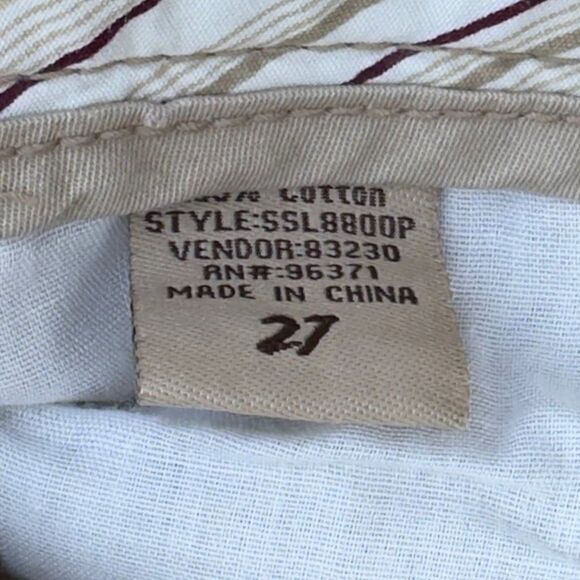 COTTON
STYLE:SSL8800P
VENDOR:83230
RN#:96371
MADE IN CHINA
27